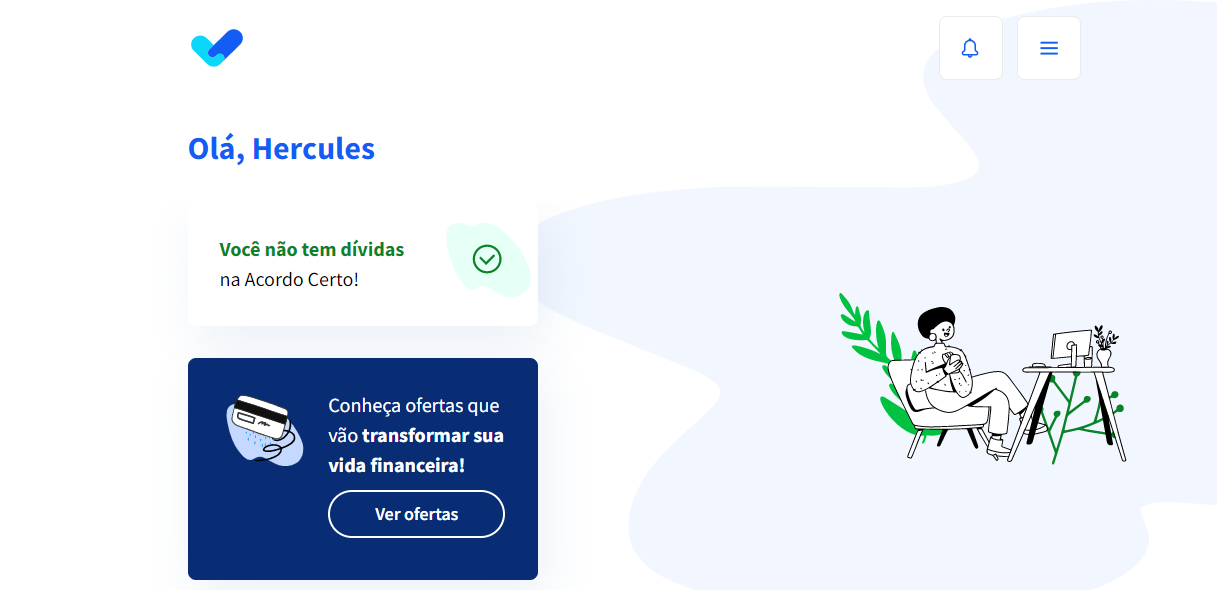 Olá, Hercules
Você não tem dívidas
na Acordo Certo!
Conheça ofertas que
vão transformar sua
vida financeira!
Ver ofertas